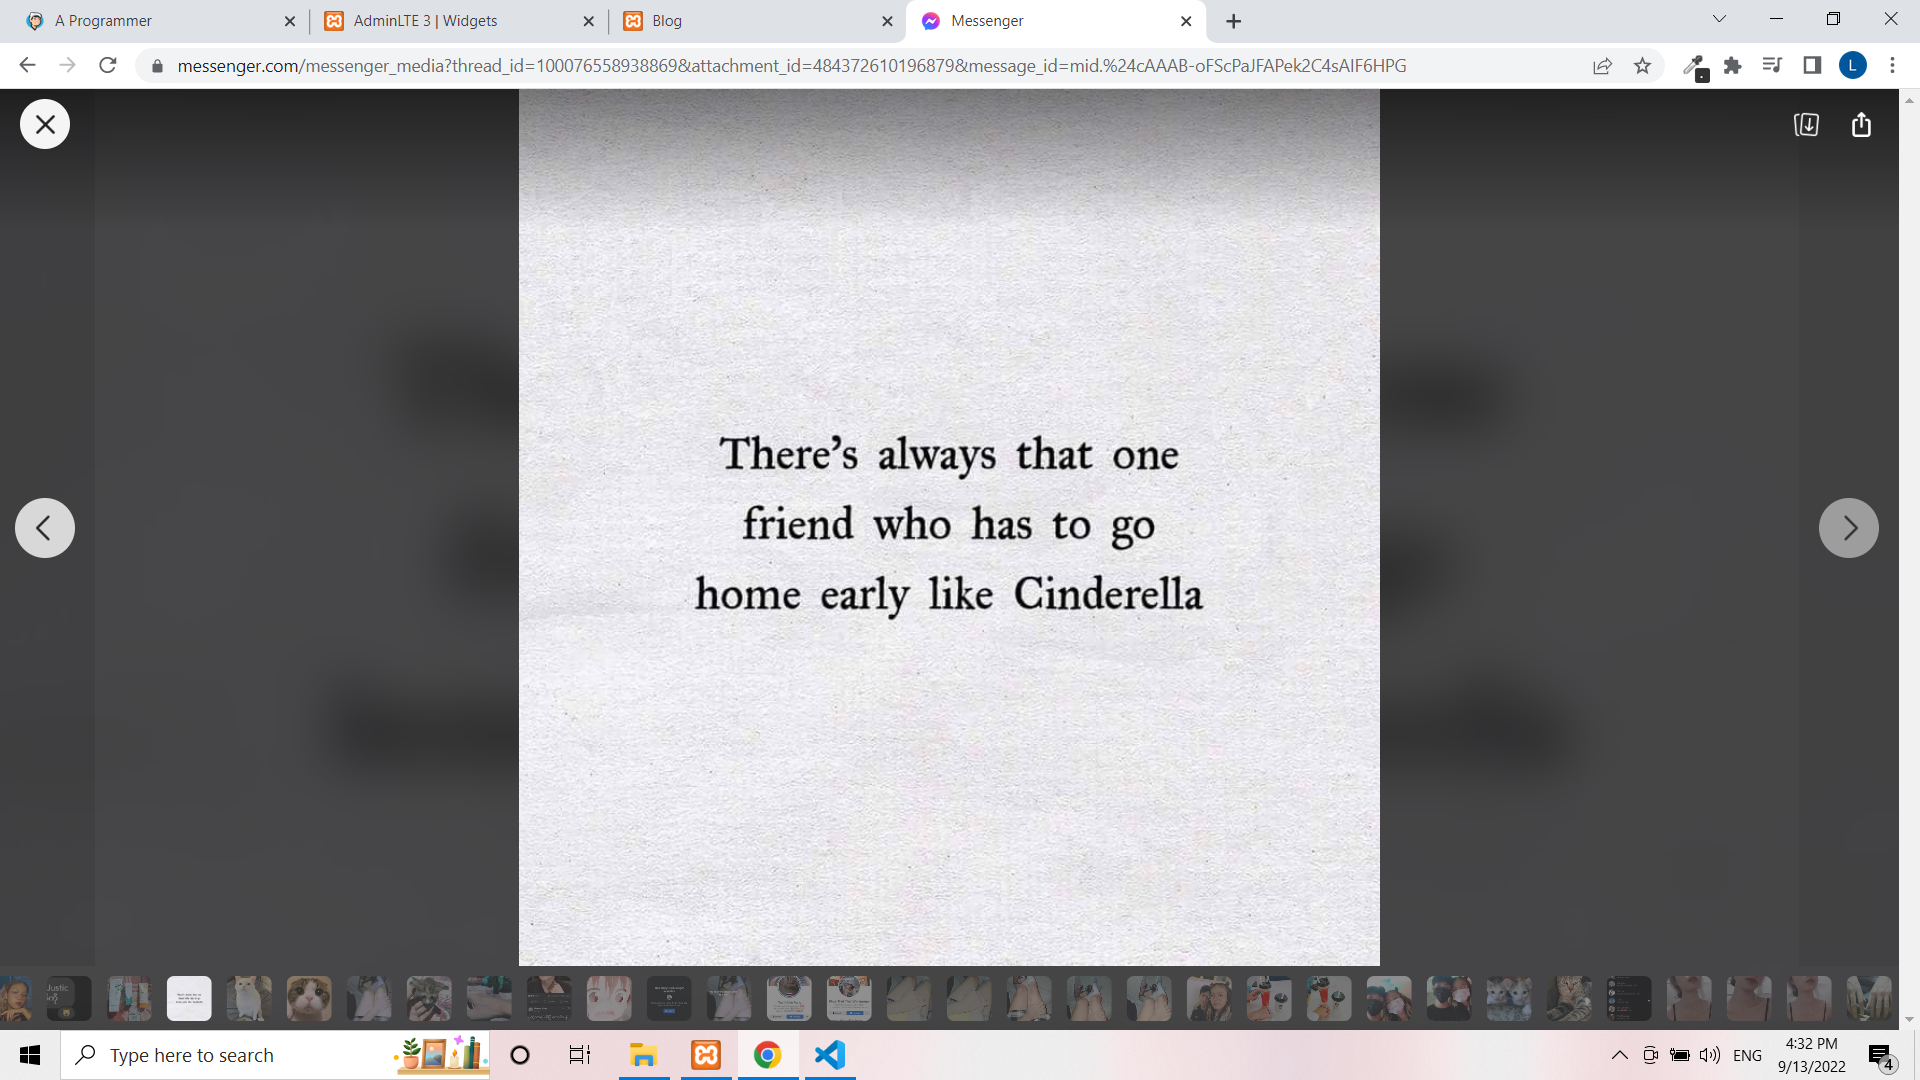 A Programmer
AdminLTE 3 | Widgets
Blog
Messenger
messenger.com/messenger_media?thread_id=100076558938869&attachment_id=484372610196879&message_id=mid.%24cAAAB-oFScPaJFAPek2C4sAIF6HPG
L
There's always that one
friend who has to go
home early like Cinderella
Type here to search
ENG
4:32 PM
9/13/2022
4